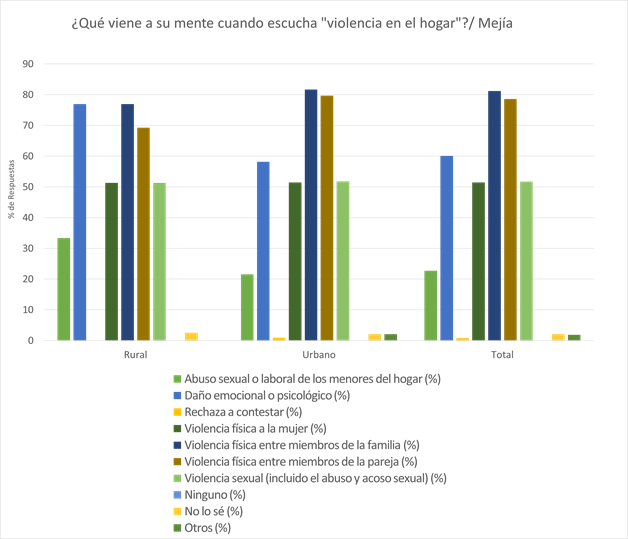 ¿Qué viene a su mente cuando escucha "violencia en el hogar"?/ Mejía
90
80
70
60
50
40
30
20
10
0
% de Respuestas
Rural Urbano Total
Abuso sexual o laboral de los menores del hogar (%)
Daño emocional o psicológico (%)
Rechaza a contestar (%)
Violencia física a la mujer (%)
Violencia física entre miembros de la familia (%)
Violencia física entre miembros de la pareja (%)
Violencia sexual (incluido el abuso y acoso sexual) (%)
Ninguno (%)
No lo sé (%)
Otros (%)